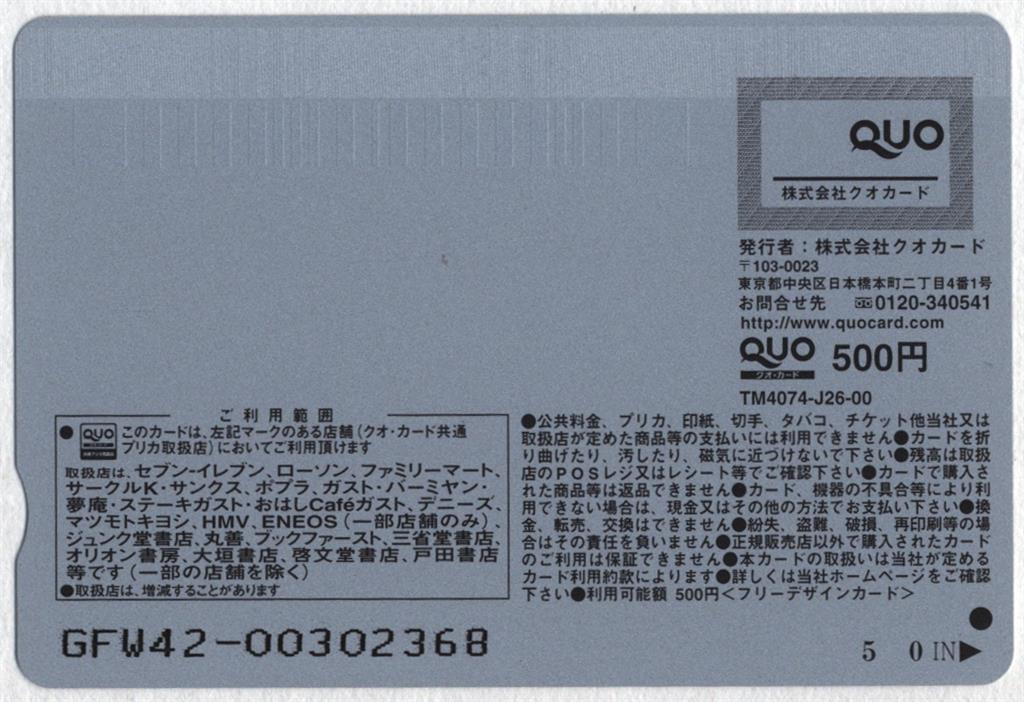 QUO
株式会社クオカード
発行者：株式会社クオカード
〒103-0023
東京都中央区日本橋本町二丁目4番1号
お問合せ先 0120-340541
http://www.quocard.com
QUO 500円
クオ・カード
TM4074-J26-00
ご利用範囲
● QUO このカードは、左記マークのある店舗（クオ・カード共通
プリカ取扱店）においてご利用頂けます
取扱店は、セブン-イレブン、ローソン、ファミリーマート、
サークルK・サンクス、ポプラ、ガスト・バーミヤン・
夢庵・ステーキガスト・おはしCaféガスト、デニーズ、
マツモトキヨシ、HMV、ENEOS（一部店舗のみ）、
ジュンク堂書店、丸善、ブックファースト、三省堂書店、
オリオン書房、大垣書店、啓文堂書店、戸田書店
等です（一部の店舗を除く）
●取扱店は、増減することがあります
●公共料金、プリカ、印紙、切手、タバコ、チケット他当社又は
取扱店が定めた商品等の支払いには利用できません●カードを折
り曲げたり、汚したり、磁気に近づけないで下さい●残高は取扱
店のPOSレジ又はレシート等でご確認下さい●カードで購入さ
れた商品等は返品できません●カード、機器の不具合等により利
用できない場合は、現金又はその他の方法でお支払い下さい●換
金、転売、交換はできません●紛失、盗難、破損、再印刷等の場
合はその責任を負いません●正規販売店以外で購入されたカード
のご利用は保証できません●本カードの取扱いは当社が定める
カード利用約款によります●詳しくは当社ホームページをご確認
下さい●利用可能額 500円＜フリーデザインカード＞
GFW42-00302368
5 0 IN▶